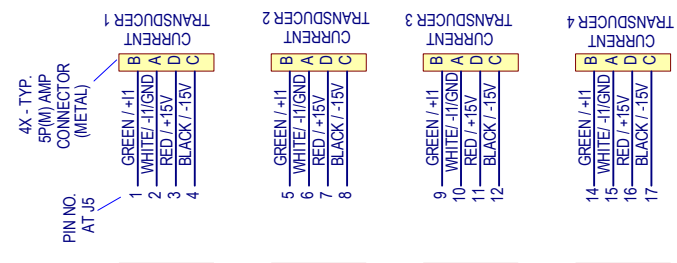 CURRENT
TRANSDUCER 1
CURRENT
TRANSDUCER 2
CURRENT
TRANSDUCER 3
CURRENT
TRANSDUCER 4
4X - TYP.
5P(M) AMP
CONNECTOR
(METAL)
B
A
D
C
B
A
D
C
B
A
D
C
B
A
D
C
GREEN / +I1
WHITE/ -I1/GND
RED / +15V
BLACK / -15V
GREEN / +I1
WHITE/ -I1/GND
RED / +15V
BLACK / -15V
GREEN / +I1
WHITE/ -I1/GND
RED / +15V
BLACK / -15V
GREEN / +I1
WHITE/ -I1/GND
RED / +15V
BLACK / -15V
PIN NO.
AT J5
1
2
3
4
5
6
7
8
9
10
11
12
14
15
16
17